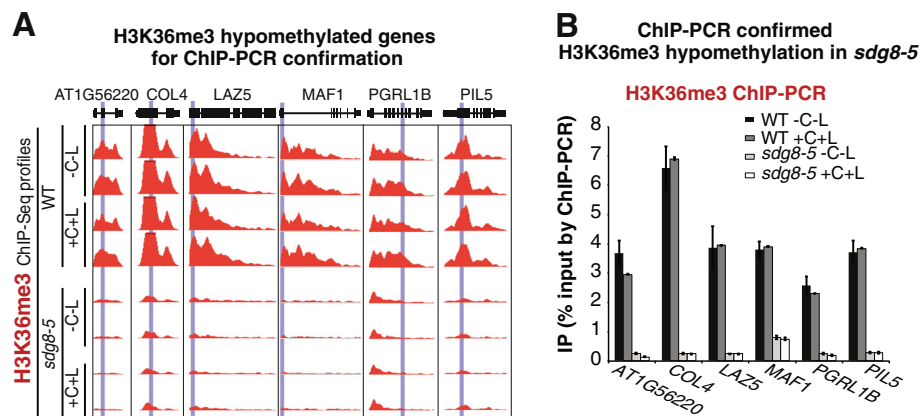 A
H3K36me3 hypomethylated genes
for ChIP-PCR confirmation
AT1G56220 COL4 LAZ5 MAF1 PGRL1B PIL5
H3K36me3 ChIP-Seq profiles
WT
-C-L
+C+L
sdg8-5
-C-L
+C+L
B
ChIP-PCR confirmed
H3K36me3 hypomethylation in sdg8-5
H3K36me3 ChIP-PCR
WT -C-L
WT +C+L
sdg8-5 -C-L
sdg8-5 +C+L
IP (% input by ChIP-PCR)
8
7
6
5
4
3
2
1
0
AT1G56220
COL4
LAZ5
MAF1
PGRL1B
PIL5